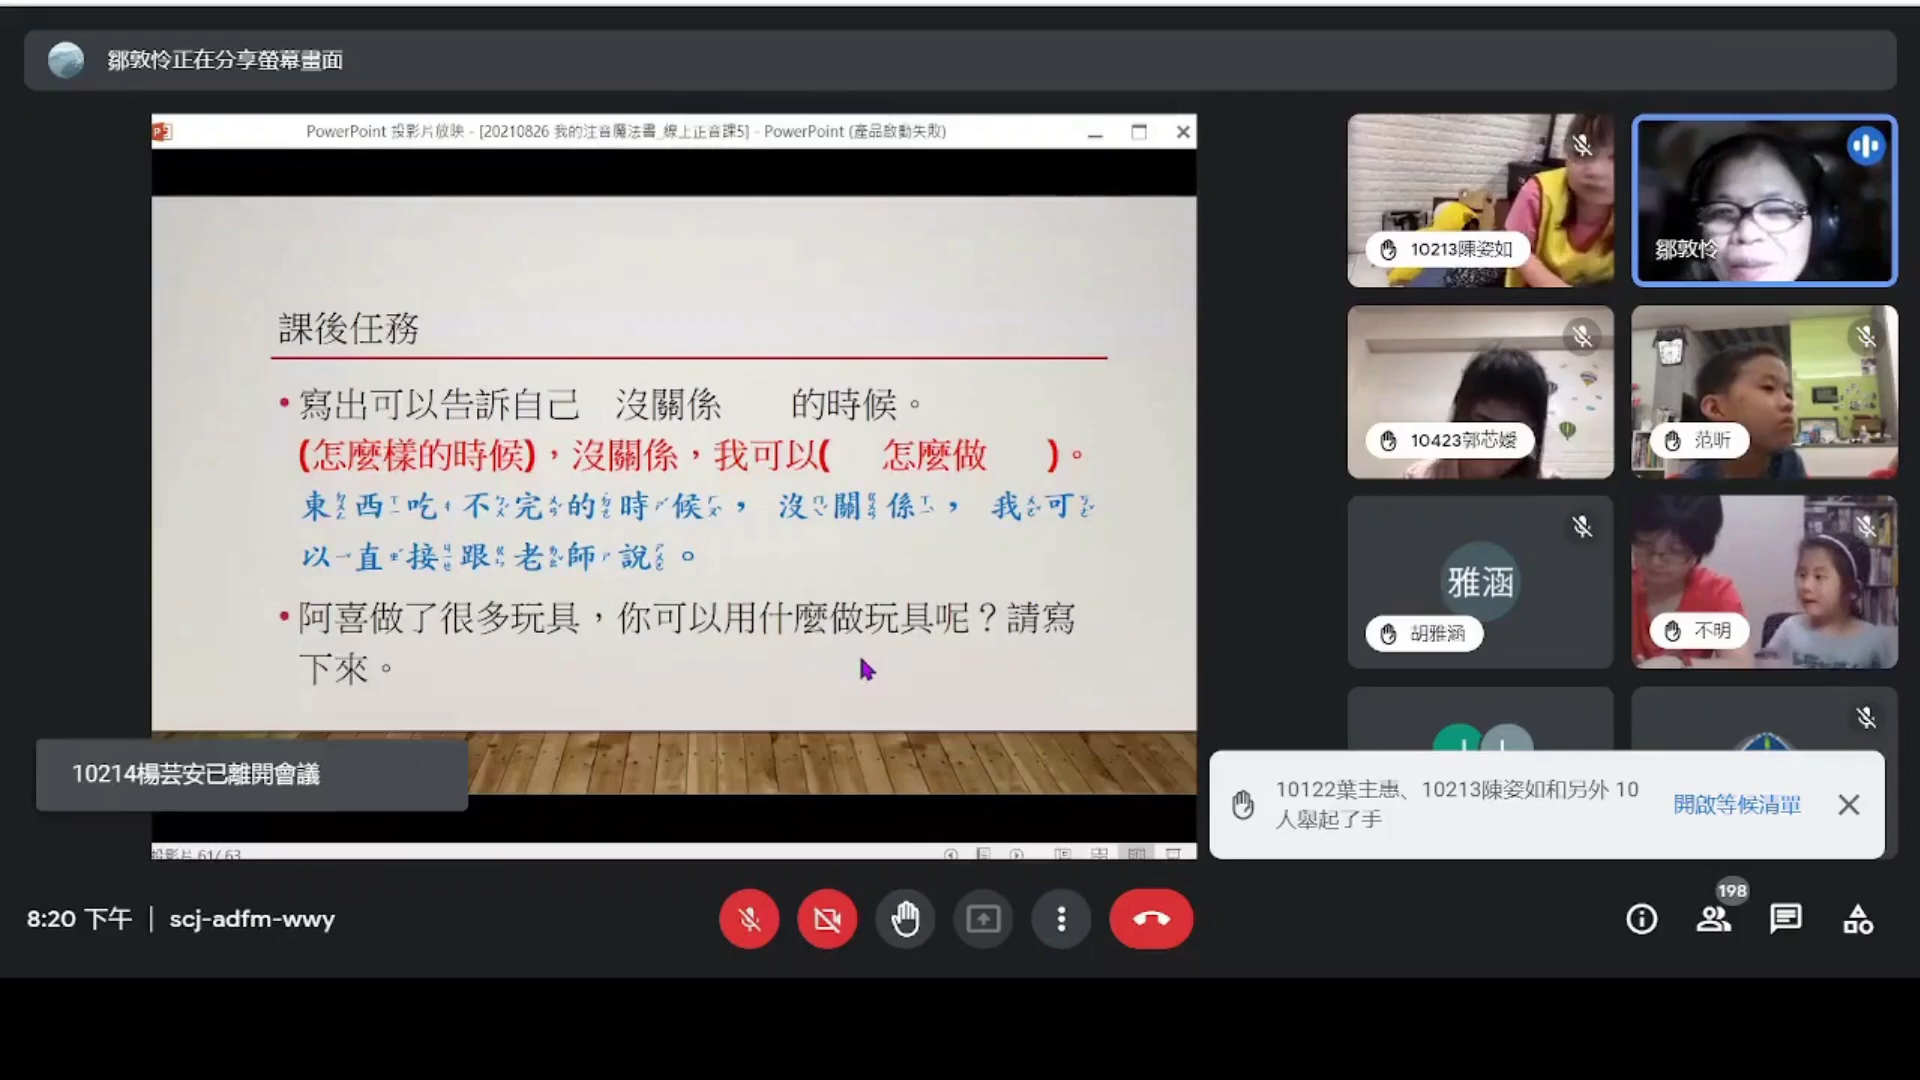 鄒敦怜正在分享螢幕畫面
PowerPoint 投影片放映 - [20210826 我的注音魔法書_線上正音課5] - PowerPoint (產品啟動失敗)
課後任務
• 寫出可以告訴自己 沒關係 的時候。
(怎麼樣的時候)，沒關係，我可以( 怎麼做 )。
東西吃不完的時候， 沒關係， 我可
以直接跟老師說。
• 阿喜做了很多玩具，你可以用什麼做玩具呢？請寫
下來。
投影片 61/ 63
10214楊芸安已離開會議
10213陳姿如
鄒敦怜
10423郭芯嬡
范昕
雅涵
胡雅涵
不明
10122葉主惠、10213陳姿如和另外 10
人舉起了手
開啟等候清單
8:20 下午 | scj-adfm-wwy
198